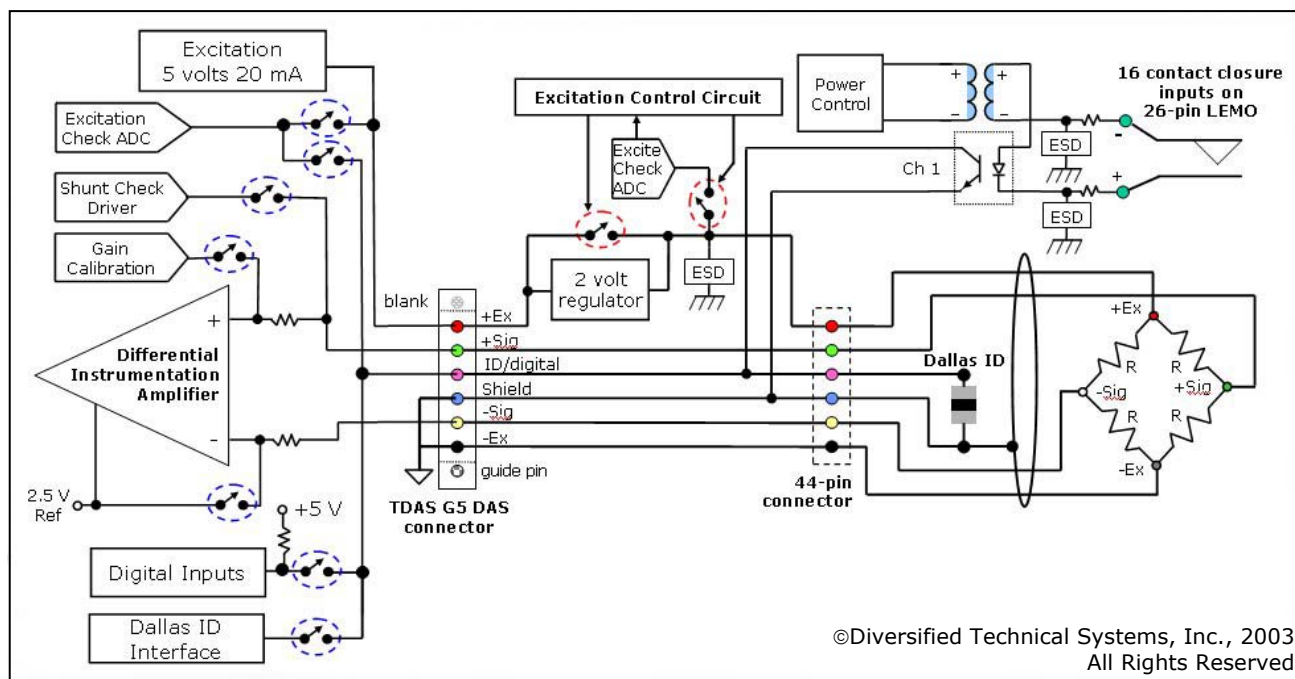 Excitation
5 volts 20 mA
Excitation
Check ADC
Shunt Check
Driver
Gain
Calibration
+
Differential
Instrumentation
Amplifier
-
2.5 V
Ref
+5 V
Digital Inputs
Dallas ID
Interface
blank
+Ex
+Sig
ID/digital
Shield
-Sig
-Ex
guide pin
TDAS G5 DAS
connector
Excitation Control Circuit
Excite
Check
ADC
2 volt
regulator
ESD
Power
Control
+ +
- -
Ch 1
ESD
ESD
16 contact closure
inputs on
26-pin LEMO
-
+
44-pin
connector
Dallas ID
+Ex
R R
-Sig +Sig
R R
-Ex
©Diversified Technical Systems, Inc., 2003
All Rights Reserved